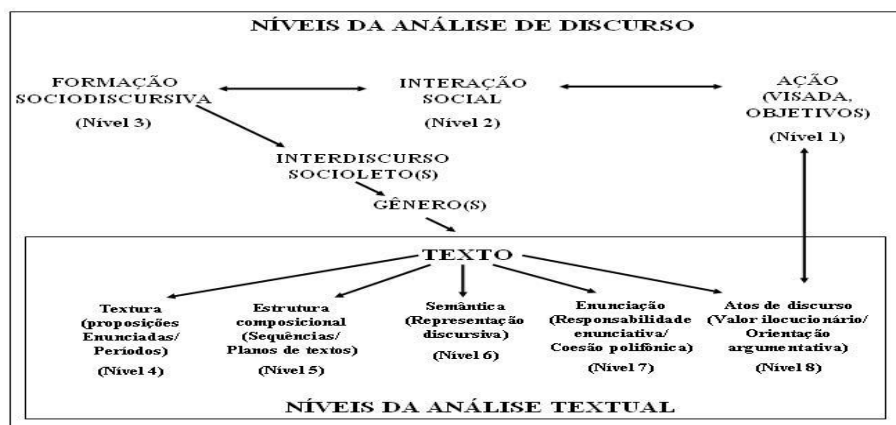 NÍVEIS DA ANÁLISE DE DISCURSO
FORMAÇÃO
SOCIODISCURSIVA
(Nível 3)
INTERAÇÃO
SOCIAL
(Nível 2)
AÇÃO
(VISADA,
OBJETIVOS)
(Nível 1)
INTERDISCURSO
SOCIOLETO(S)
GÊNERO(S)
TEXTO
Textura
(proposições
Enunciadas/
Períodos)
(Nível 4)
Estrutura
composicional
(Sequências/
Planos de textos)
(Nível 5)
Semântica
(Representação
discursiva)
(Nível 6)
Enunciação
(Responsabilidade
enunciativa/
Coesão polifônica)
(Nível 7)
Atos de discurso
(Valor ilocucionário/
Orientação
argumentativa)
(Nível 8)
NÍVEIS DA ANÁLISE TEXTUAL